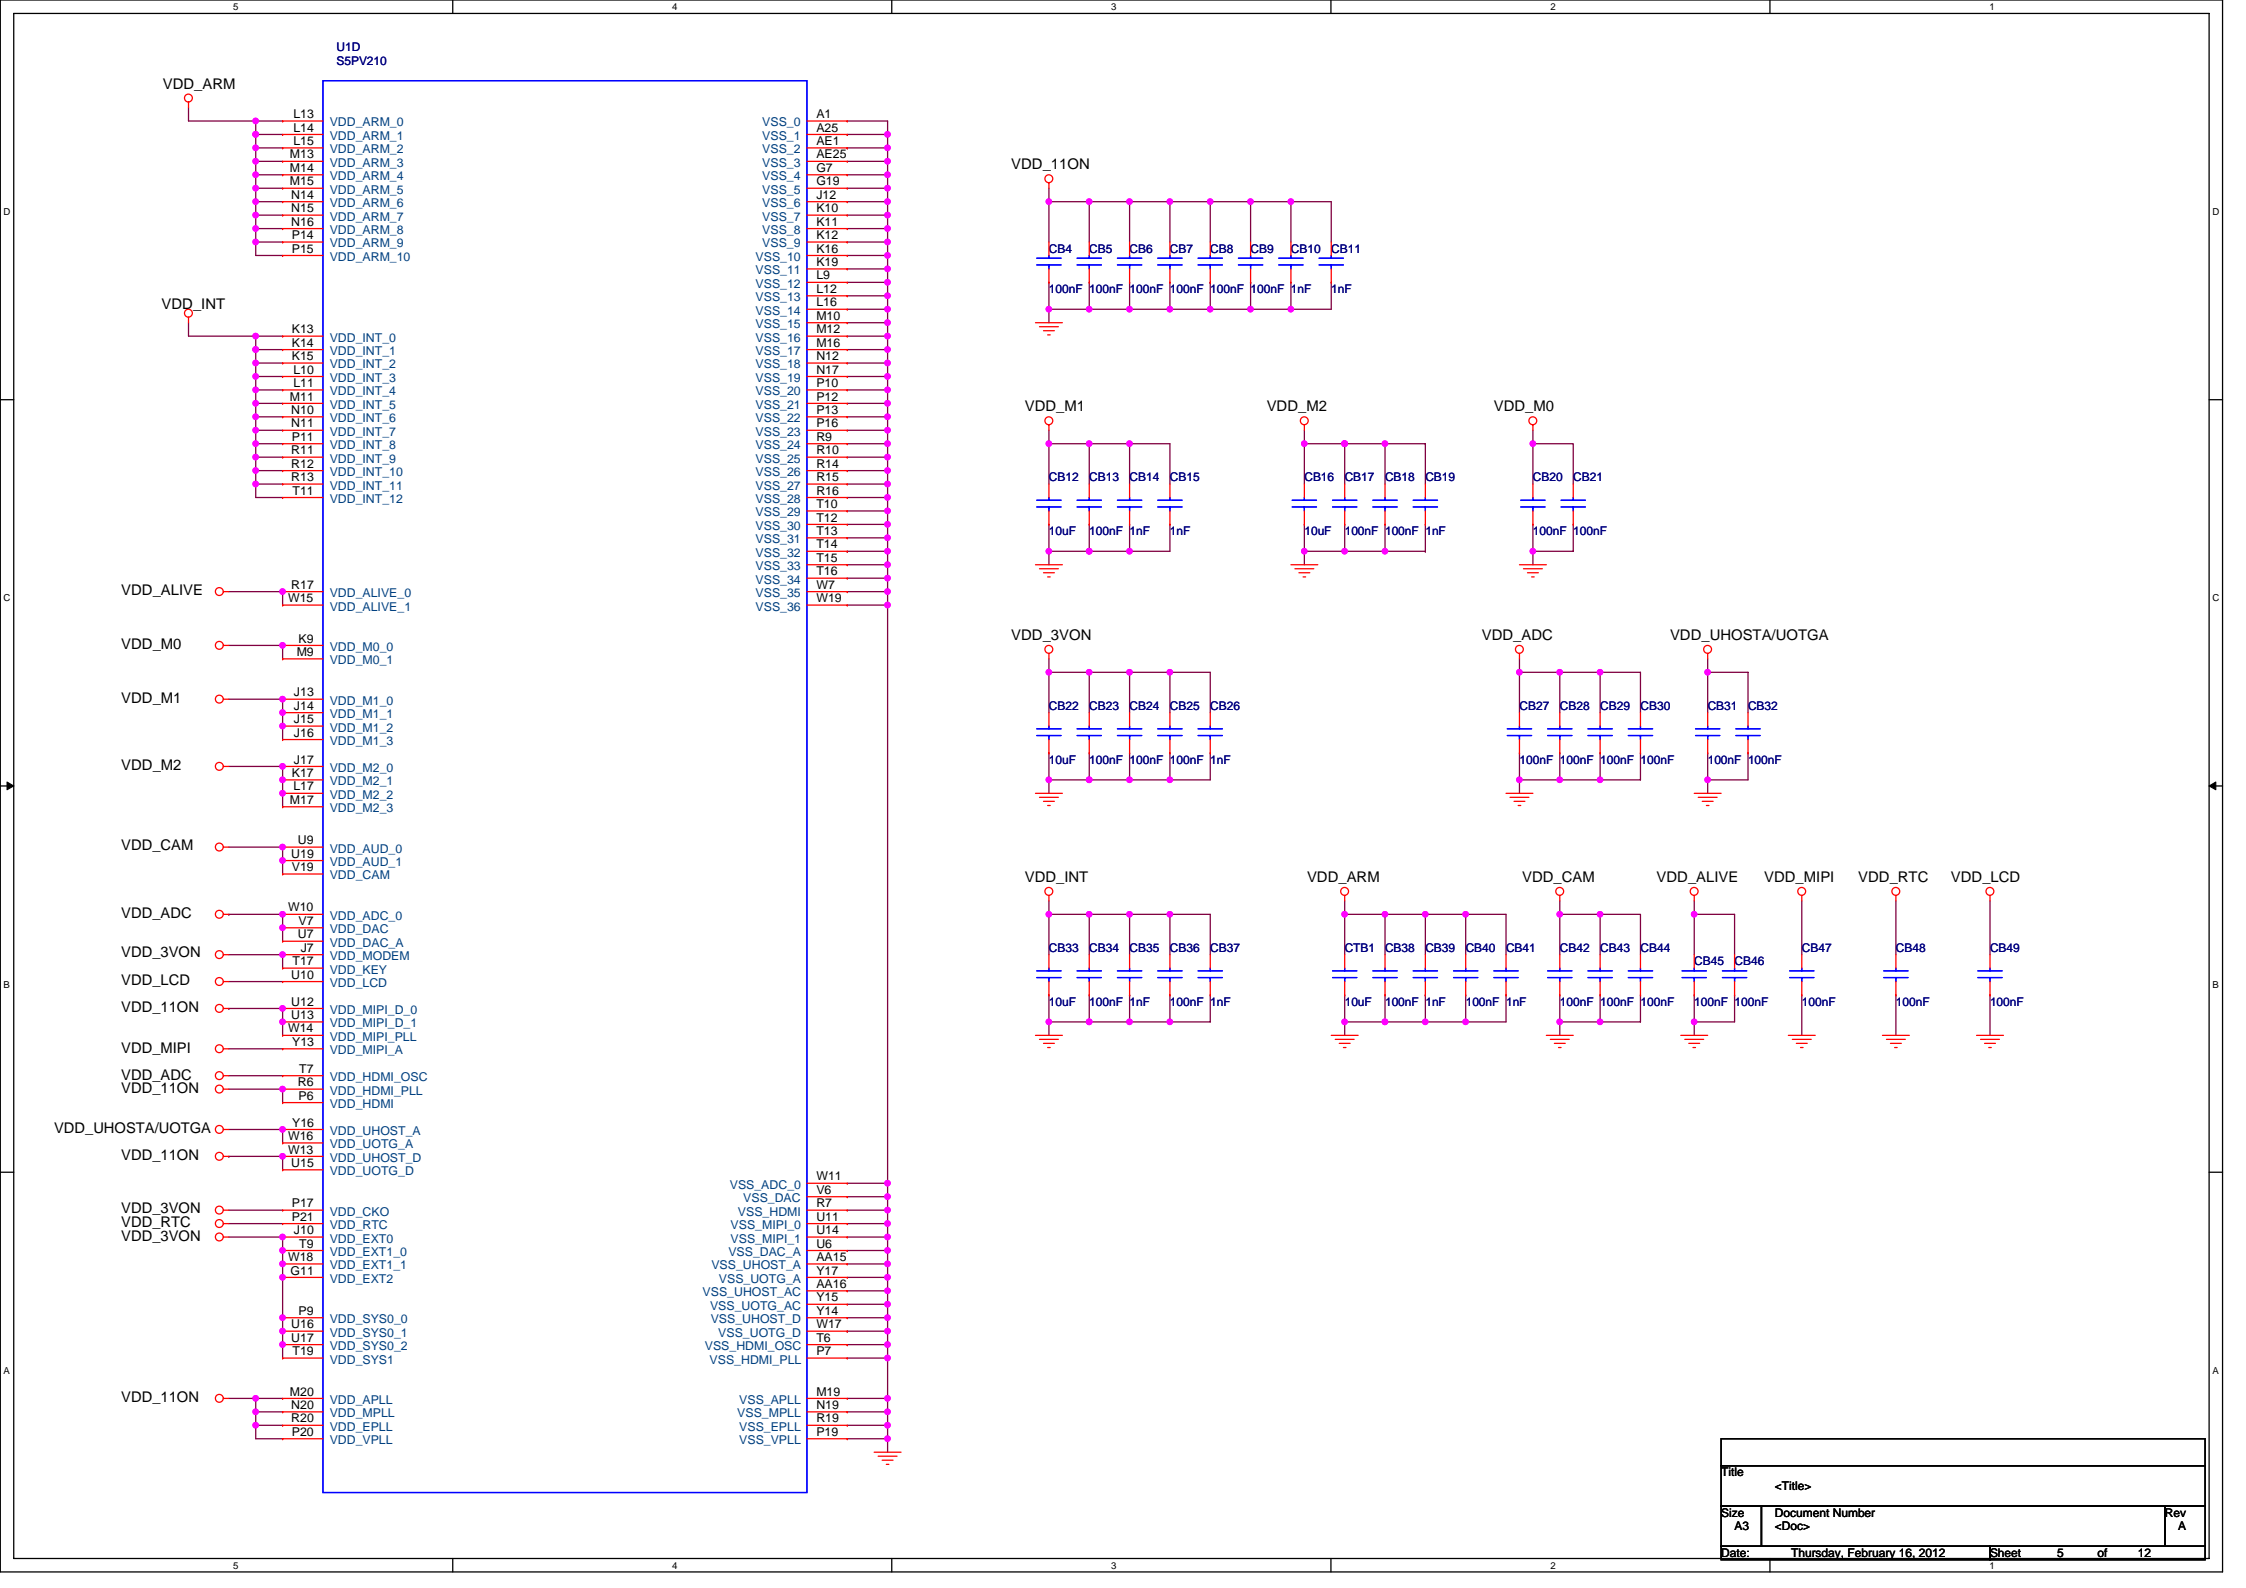 5 4 3 2 1
D
C
B
A
U1D
S5PV210
VDD_ARM
L13 VDD_ARM_0
L14 VDD_ARM_1
L15 VDD_ARM_2
M13 VDD_ARM_3
M14 VDD_ARM_4
M15 VDD_ARM_5
N14 VDD_ARM_6
N15 VDD_ARM_7
N16 VDD_ARM_8
P14 VDD_ARM_9
P15 VDD_ARM_10
VDD_INT
K13 VDD_INT_0
K14 VDD_INT_1
K15 VDD_INT_2
L10 VDD_INT_3
L11 VDD_INT_4
M11 VDD_INT_5
N10 VDD_INT_6
N11 VDD_INT_7
P11 VDD_INT_8
R11 VDD_INT_9
R12 VDD_INT_10
R13 VDD_INT_11
T11 VDD_INT_12
VDD_ALIVE R17 VDD_ALIVE_0
W15 VDD_ALIVE_1
VDD_M0 K9 VDD_M0_0
M9 VDD_M0_1
VDD_M1 J13 VDD_M1_0
J14 VDD_M1_1
J15 VDD_M1_2
J16 VDD_M1_3
VDD_M2 J17 VDD_M2_0
K17 VDD_M2_1
L17 VDD_M2_2
M17 VDD_M2_3
VDD_CAM U9 VDD_AUD_0
U19 VDD_AUD_1
V19 VDD_CAM
VDD_ADC W10 VDD_ADC_0
V7 VDD_DAC
U7 VDD_DAC_A
VDD_3VON J7 VDD_MODEM
T17 VDD_KEY
VDD_LCD U10 VDD_LCD
VDD_11ON U12 VDD_MIPI_D_0
U13 VDD_MIPI_D_1
W14 VDD_MIPI_PLL
VDD_MIPI Y13 VDD_MIPI_A
VDD_ADC T7 VDD_HDMI_OSC
VDD_11ON R6 VDD_HDMI_PLL
P6 VDD_HDMI
VDD_UHOSTA/UOTGA Y16 VDD_UHOST_A
W16 VDD_UOTG_A
VDD_11ON W13 VDD_UHOST_D
U15 VDD_UOTG_D
VDD_3VON P17 VDD_CKO
VDD_RTC P21 VDD_RTC
VDD_3VON J10 VDD_EXT0
T9 VDD_EXT1_0
W18 VDD_EXT1_1
G11 VDD_EXT2
P9 VDD_SYS0_0
U16 VDD_SYS0_1
U17 VDD_SYS0_2
T19 VDD_SYS1
VDD_11ON M20 VDD_APLL
N20 VDD_MPLL
R20 VDD_EPLL
P20 VDD_VPLL
VSS_0 A1
VSS_1 A25
VSS_2 AE1
VSS_3 AE25
VSS_4 G7
VSS_5 G19
VSS_6 J12
VSS_7 K10
VSS_8 K11
VSS_9 K12
VSS_10 K16
VSS_11 K19
VSS_12 L9
VSS_13 L12
VSS_14 L16
VSS_15 M10
VSS_16 M12
VSS_17 M16
VSS_18 N12
VSS_19 N17
VSS_20 P10
VSS_21 P12
VSS_22 P13
VSS_23 P16
VSS_24 R9
VSS_25 R10
VSS_26 R14
VSS_27 R15
VSS_28 R16
VSS_29 T10
VSS_30 T12
VSS_31 T13
VSS_32 T14
VSS_33 T15
VSS_34 T16
VSS_35 W7
VSS_36 W19
VSS_ADC_0 W11
VSS_DAC V6
VSS_HDMI R7
VSS_MIPI_0 U11
VSS_MIPI_1 U14
VSS_DAC_A U6
VSS_UHOST_A AA15
VSS_UOTG_A Y17
VSS_UHOST_AC AA16
VSS_UOTG_AC Y15
VSS_UHOST_D Y14
VSS_UOTG_D W17
VSS_HDMI_OSC T6
VSS_HDMI_PLL P7
VSS_APLL M19
VSS_MPLL N19
VSS_EPLL R19
VSS_VPLL P19
VDD_11ON
CB4 CB5 CB6 CB7 CB8 CB9 CB10 CB11
100nF 100nF 100nF 100nF 100nF 100nF 1nF 1nF
VDD_M1 VDD_M2 VDD_M0
CB12 CB13 CB14 CB15 CB16 CB17 CB18 CB19 CB20 CB21
10uF 100nF 1nF 1nF 10uF 100nF 100nF 1nF 100nF 100nF
VDD_3VON VDD_ADC VDD_UHOSTA/UOTGA
CB22 CB23 CB24 CB25 CB26 CB27 CB28 CB29 CB30 CB31 CB32
10uF 100nF 100nF 100nF 1nF 100nF 100nF 100nF 100nF 100nF 100nF
VDD_INT VDD_ARM VDD_CAM VDD_ALIVE VDD_MIPI VDD_RTC VDD_LCD
CB33 CB34 CB35 CB36 CB37 CTB1 CB38 CB39 CB40 CB41 CB42 CB43 CB44 CB45 CB46 CB47 CB48 CB49
10uF 100nF 1nF 100nF 1nF 10uF 100nF 1nF 100nF 1nF 100nF 100nF 100nF 100nF 100nF 100nF 100nF 100nF
D
C
B
A
Title
<Title>
Size Document Number Rev
A3 <Doc> A
Date: Thursday, February 16, 2012 Sheet 5 of 12
5 4 3 2 1